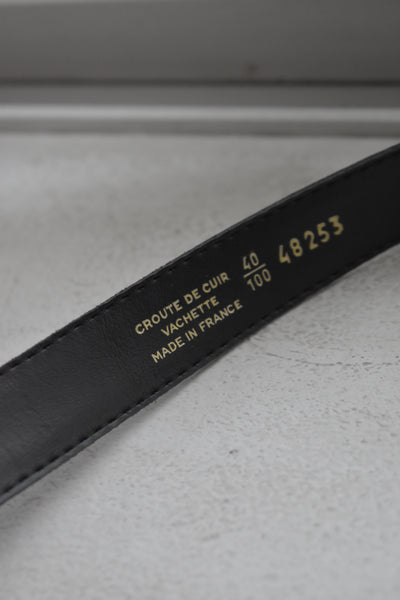 CROUTE DE CUIR
VACHETTE
MADE IN FRANCE
40
100
48253